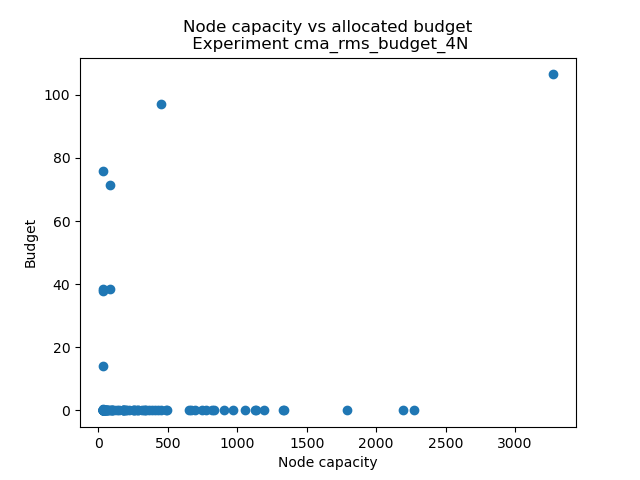 Node capacity vs allocated budget
Experiment cma_rms_budget_4N
100
80
60
40
20
0
Budget
0 500 1000 1500 2000 2500 3000
Node capacity